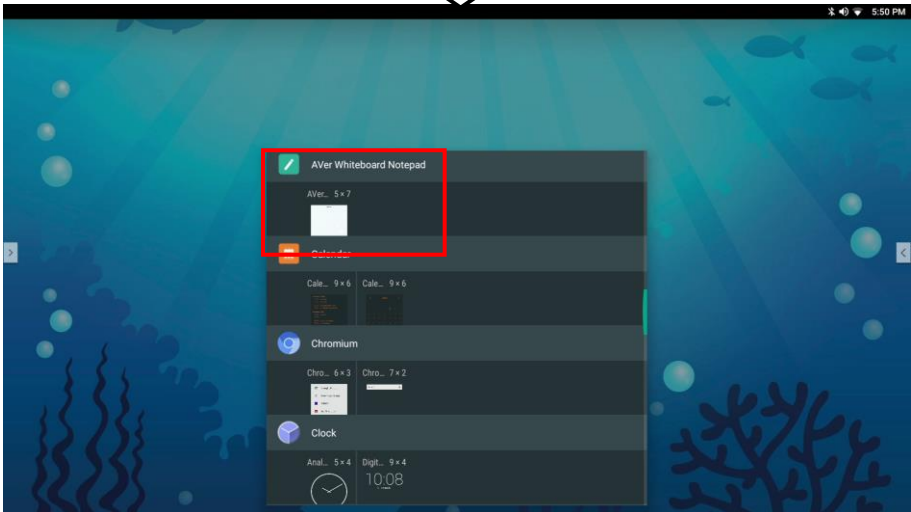 5:50 PM
AVer Whiteboard Notepad
AVer... 5 × 7
Calendar
Cale... 9 × 6 Cale... 9 × 6
Chromium
Chro... 6 × 3 Chro... 7 × 2
Clock
Anal... 5 × 4 Digit... 9 × 4
10:08